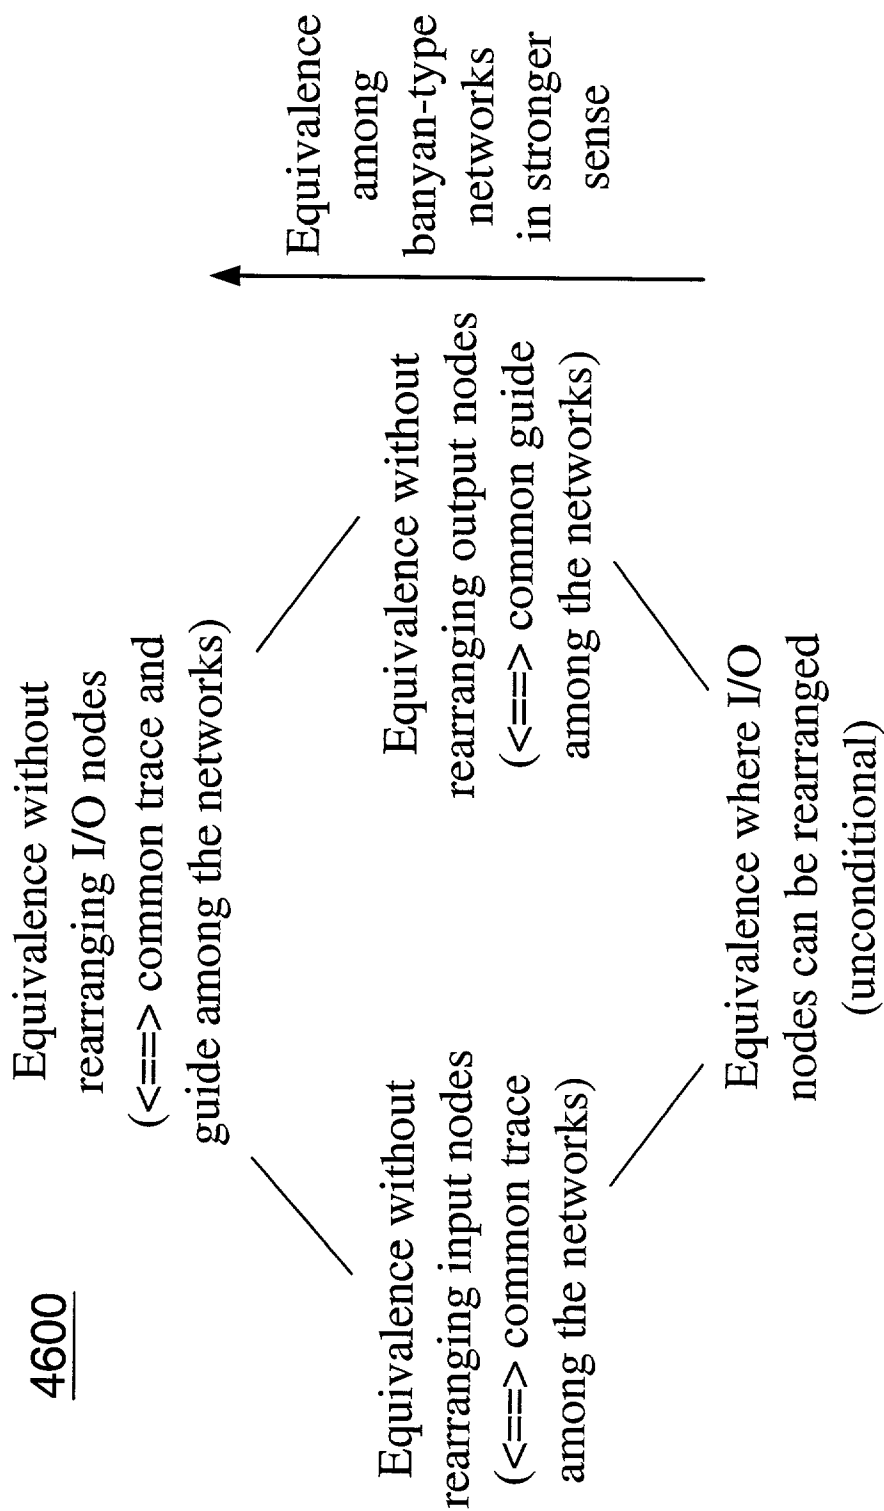 4600
Equivalence without
rearranging I/O nodes
(<==> common trace and
guide among the networks)
Equivalence without
rearranging input nodes
(<==> common trace
among the networks)
Equivalence without
rearranging output nodes
(<==> common guide
among the networks)
Equivalence where I/O
nodes can be rearranged
(unconditional)
Equivalence
among
banyan-type
networks
in stronger
sense